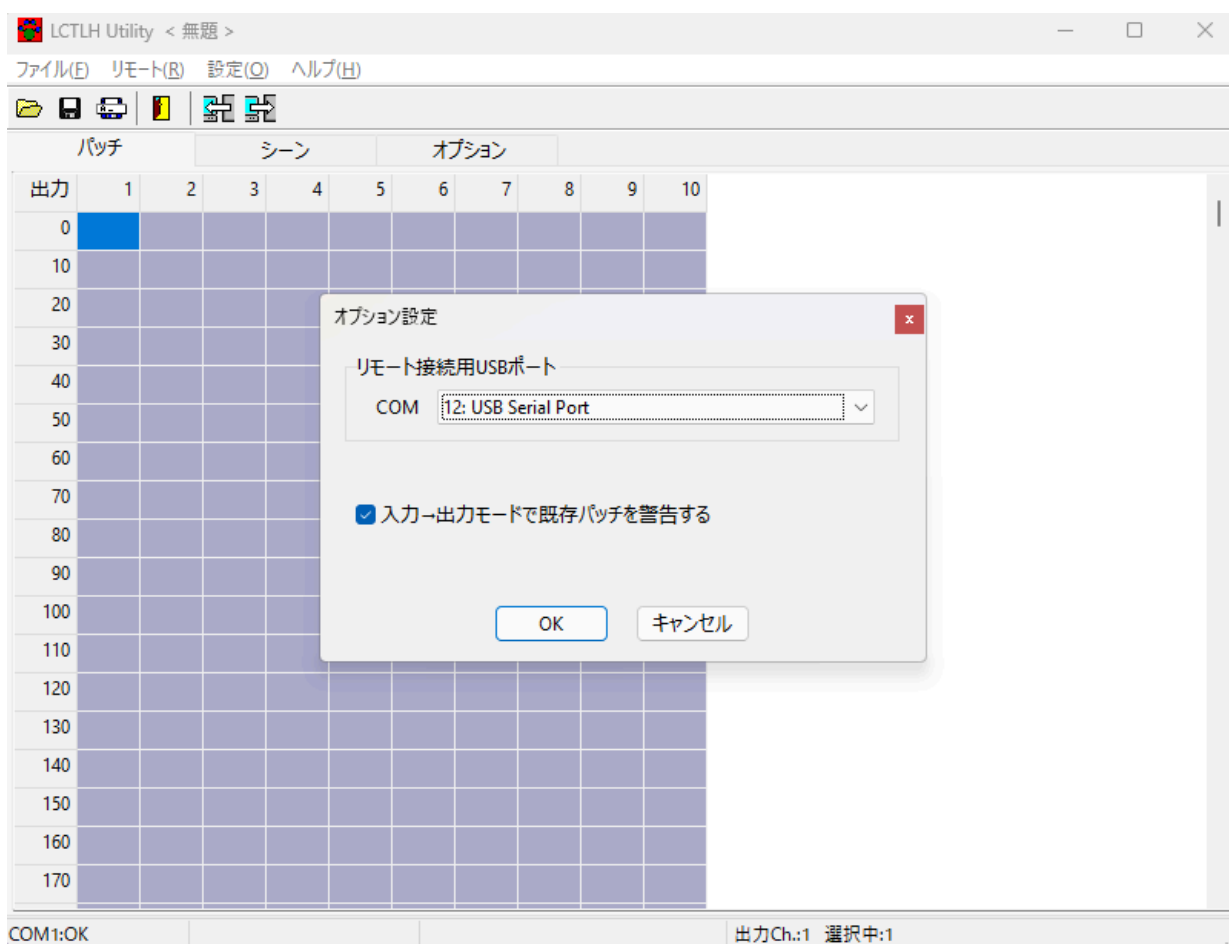 LCTLH Utility < 無題 >
ファイル(F) リモート(R) 設定(O) ヘルプ(H)
パッチ シーン オプション
出力 1 2 3 4 5 6 7 8 9 10
0
10
20
30
40
50
60
70
80
90
100
110
120
130
140
150
160
170
オプション設定
x
リモート接続用USBポート
COM 12: USB Serial Port
入力→出力モードで既存パッチを警告する
OK キャンセル
COM1:OK 出力Ch.:1 選択中:1